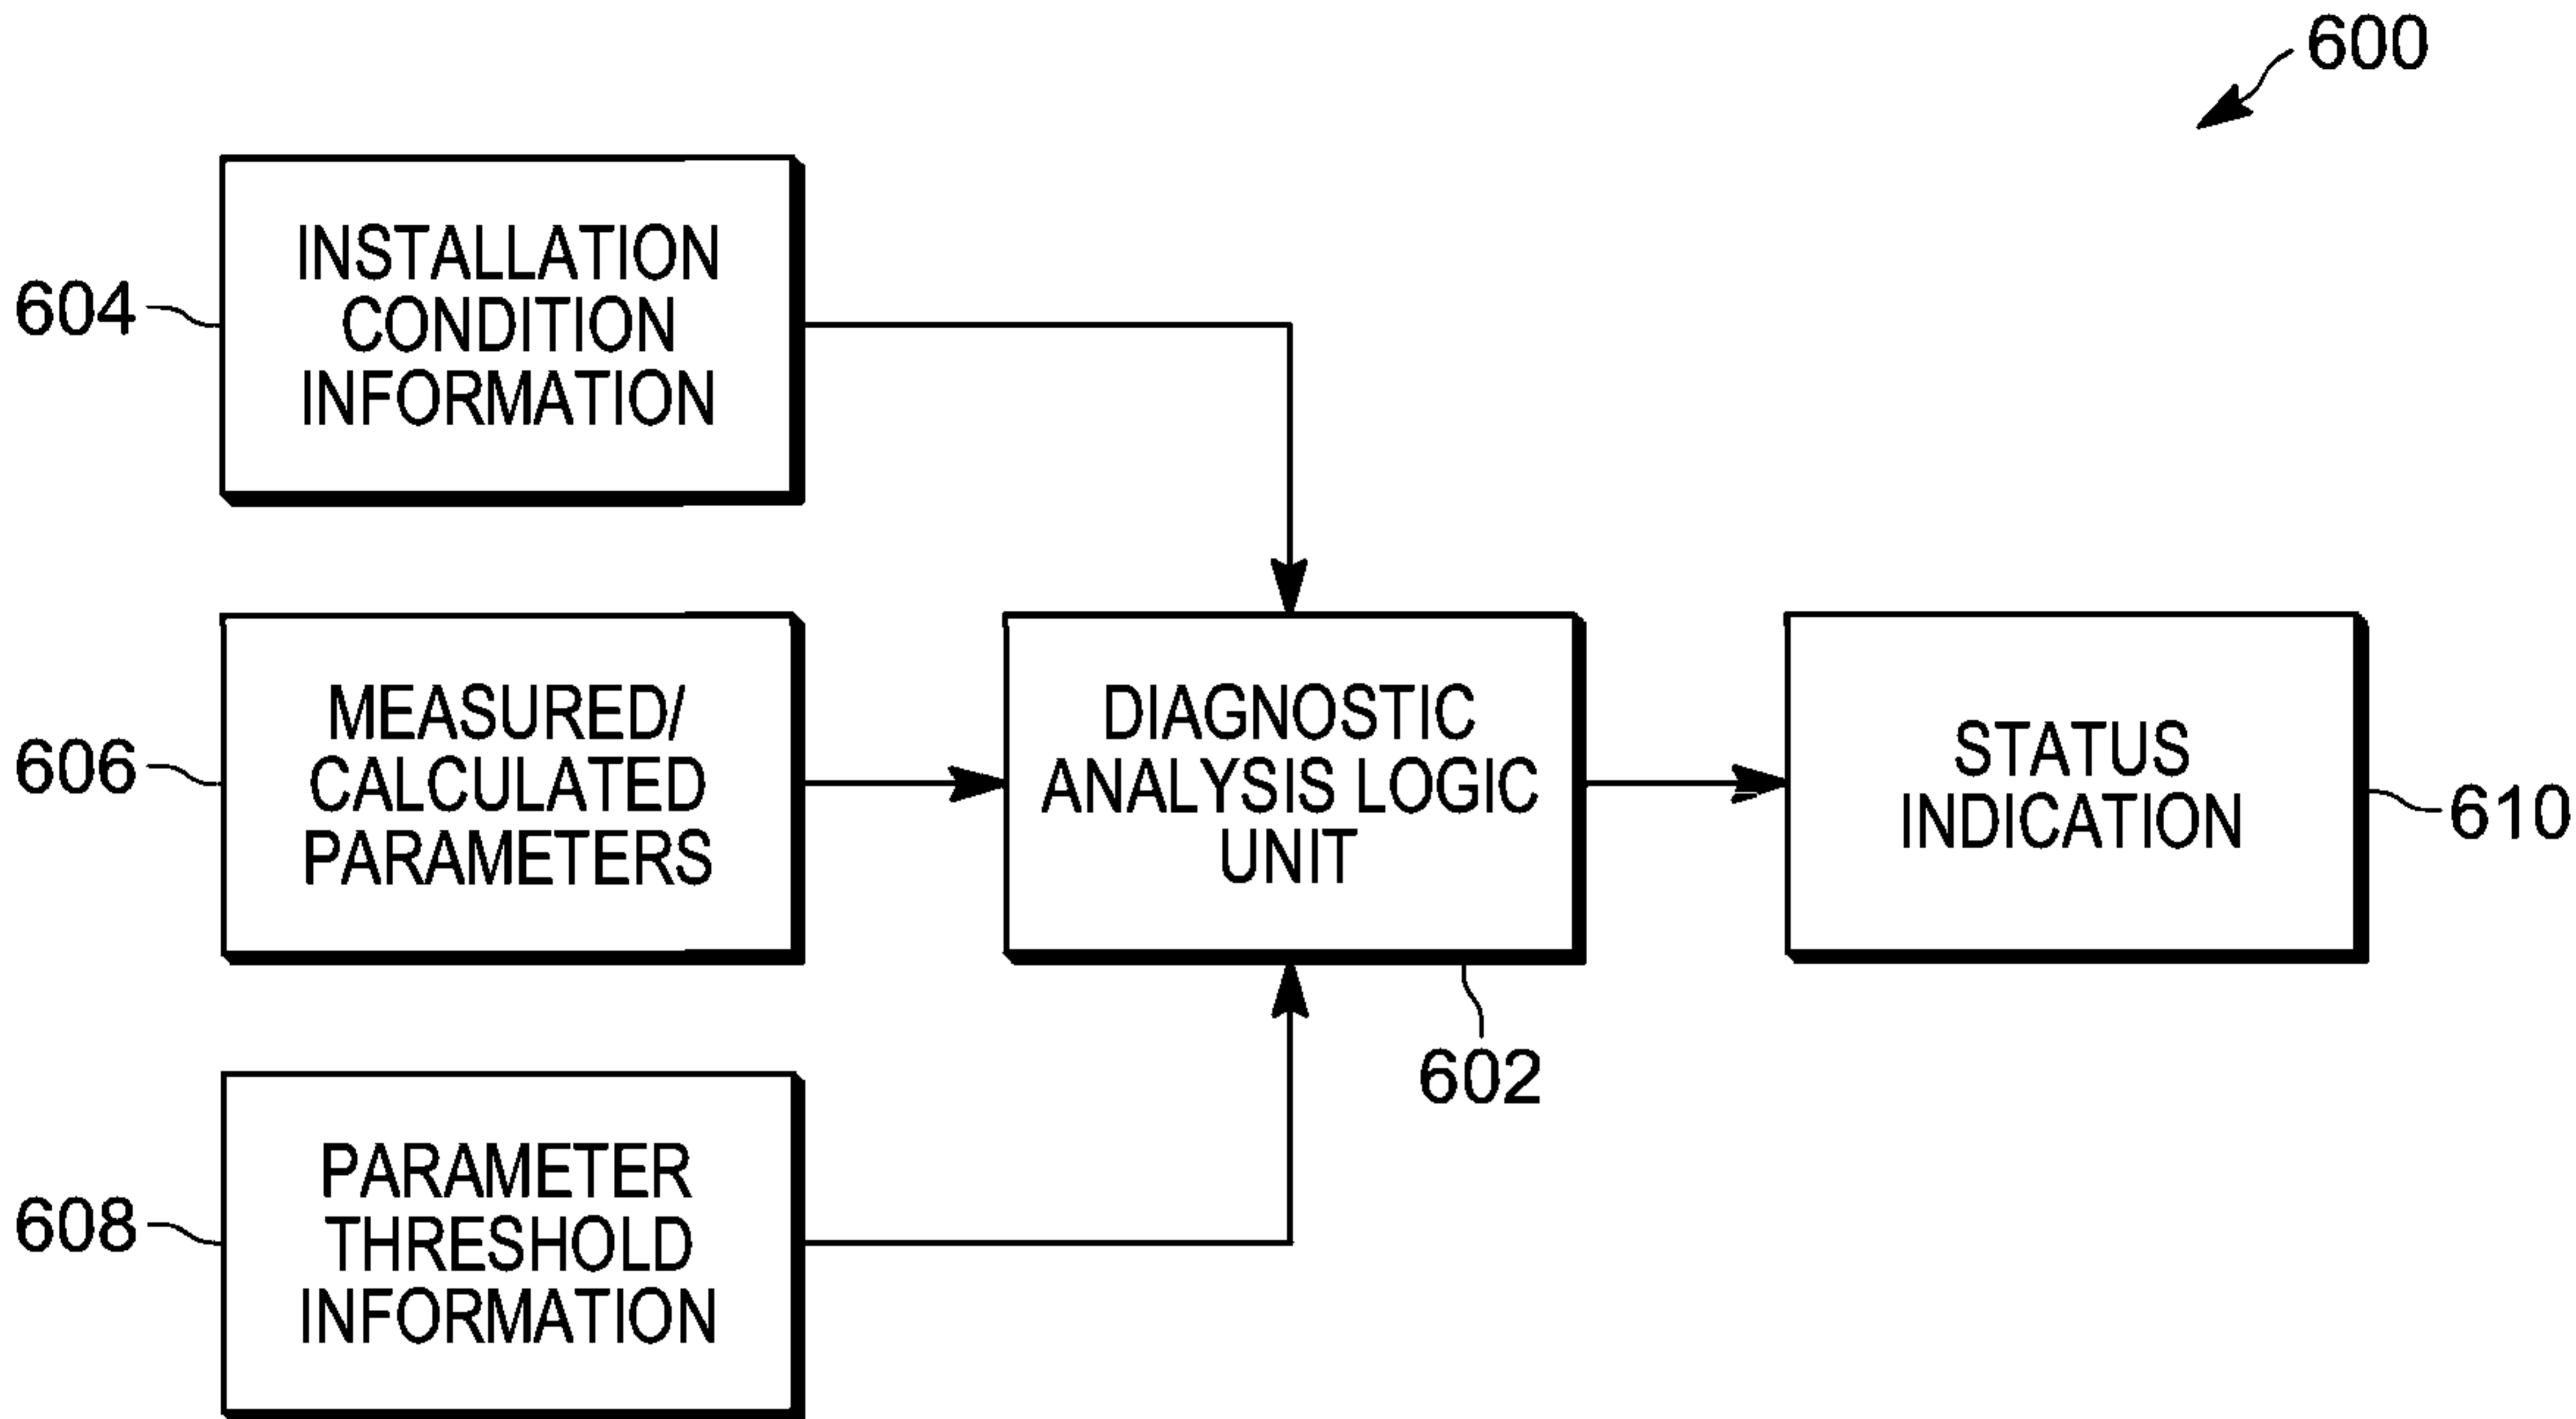 600
604
INSTALLATION
CONDITION
INFORMATION
606
MEASURED/
CALCULATED
PARAMETERS
DIAGNOSTIC
ANALYSIS LOGIC
UNIT
602
STATUS
INDICATION
610
608
PARAMETER
THRESHOLD
INFORMATION